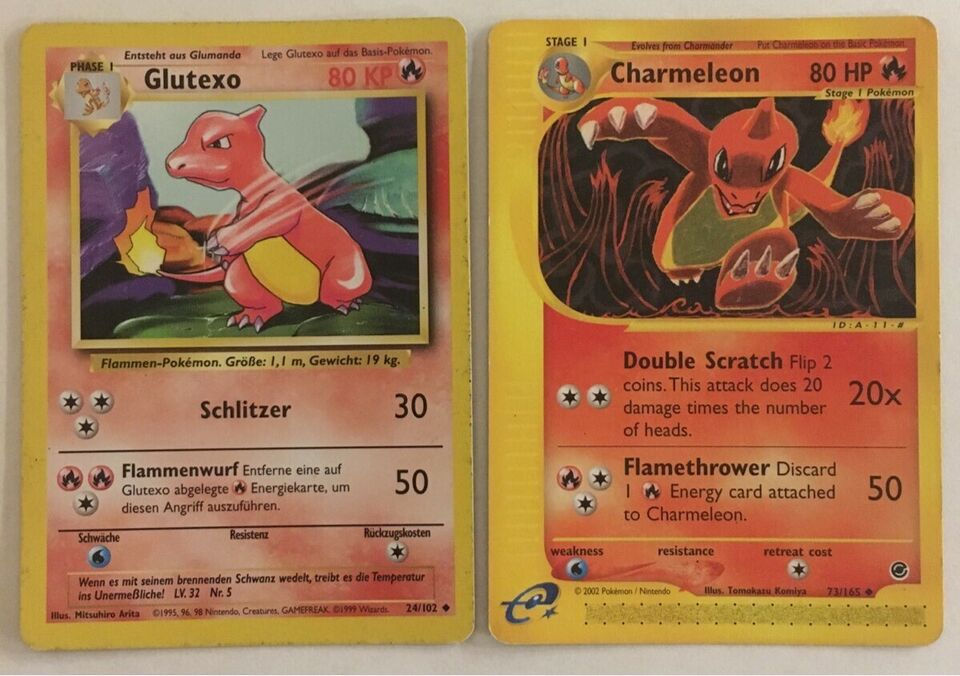 Entsteht aus Glumanda
Lege Glutexo auf das Basis-Pokémon.
PHASE 1
Glutexo
80 KP
Flammen-Pokémon. Größe: 1,1 m, Gewicht: 19 kg.
Schlitzer
30
Flammenwurf Entferne eine auf
Glutexo abgelegte Energiekarte, um
diesen Angriff auszuführen.
50
Schwäche
Resistenz
Rückzugskosten
Wenn es mit seinem brennenden Schwanz wedelt, treibt es die Temperatur
ins Unermeßliche! LV. 32 Nr. 5
Illus. Mitsuhiro Arita
©1995, 96, 98 Nintendo, Creatures, GAMEFREAK. ©1999 Wizards.
24/102
STAGE 1
Evolves from Charmander
Put Charmeleon on the Basic Pokémon.
Charmeleon
80 HP
Stage 1 Pokémon
ID:A-11-#
Double Scratch Flip 2
coins. This attack does 20
damage times the number
of heads.
20x
Flamethrower Discard
1 Energy card attached
to Charmeleon.
50
weakness
resistance
retreat cost
e
© 2002 Pokémon / Nintendo
Illus. Tomokazu Komiya
73/165